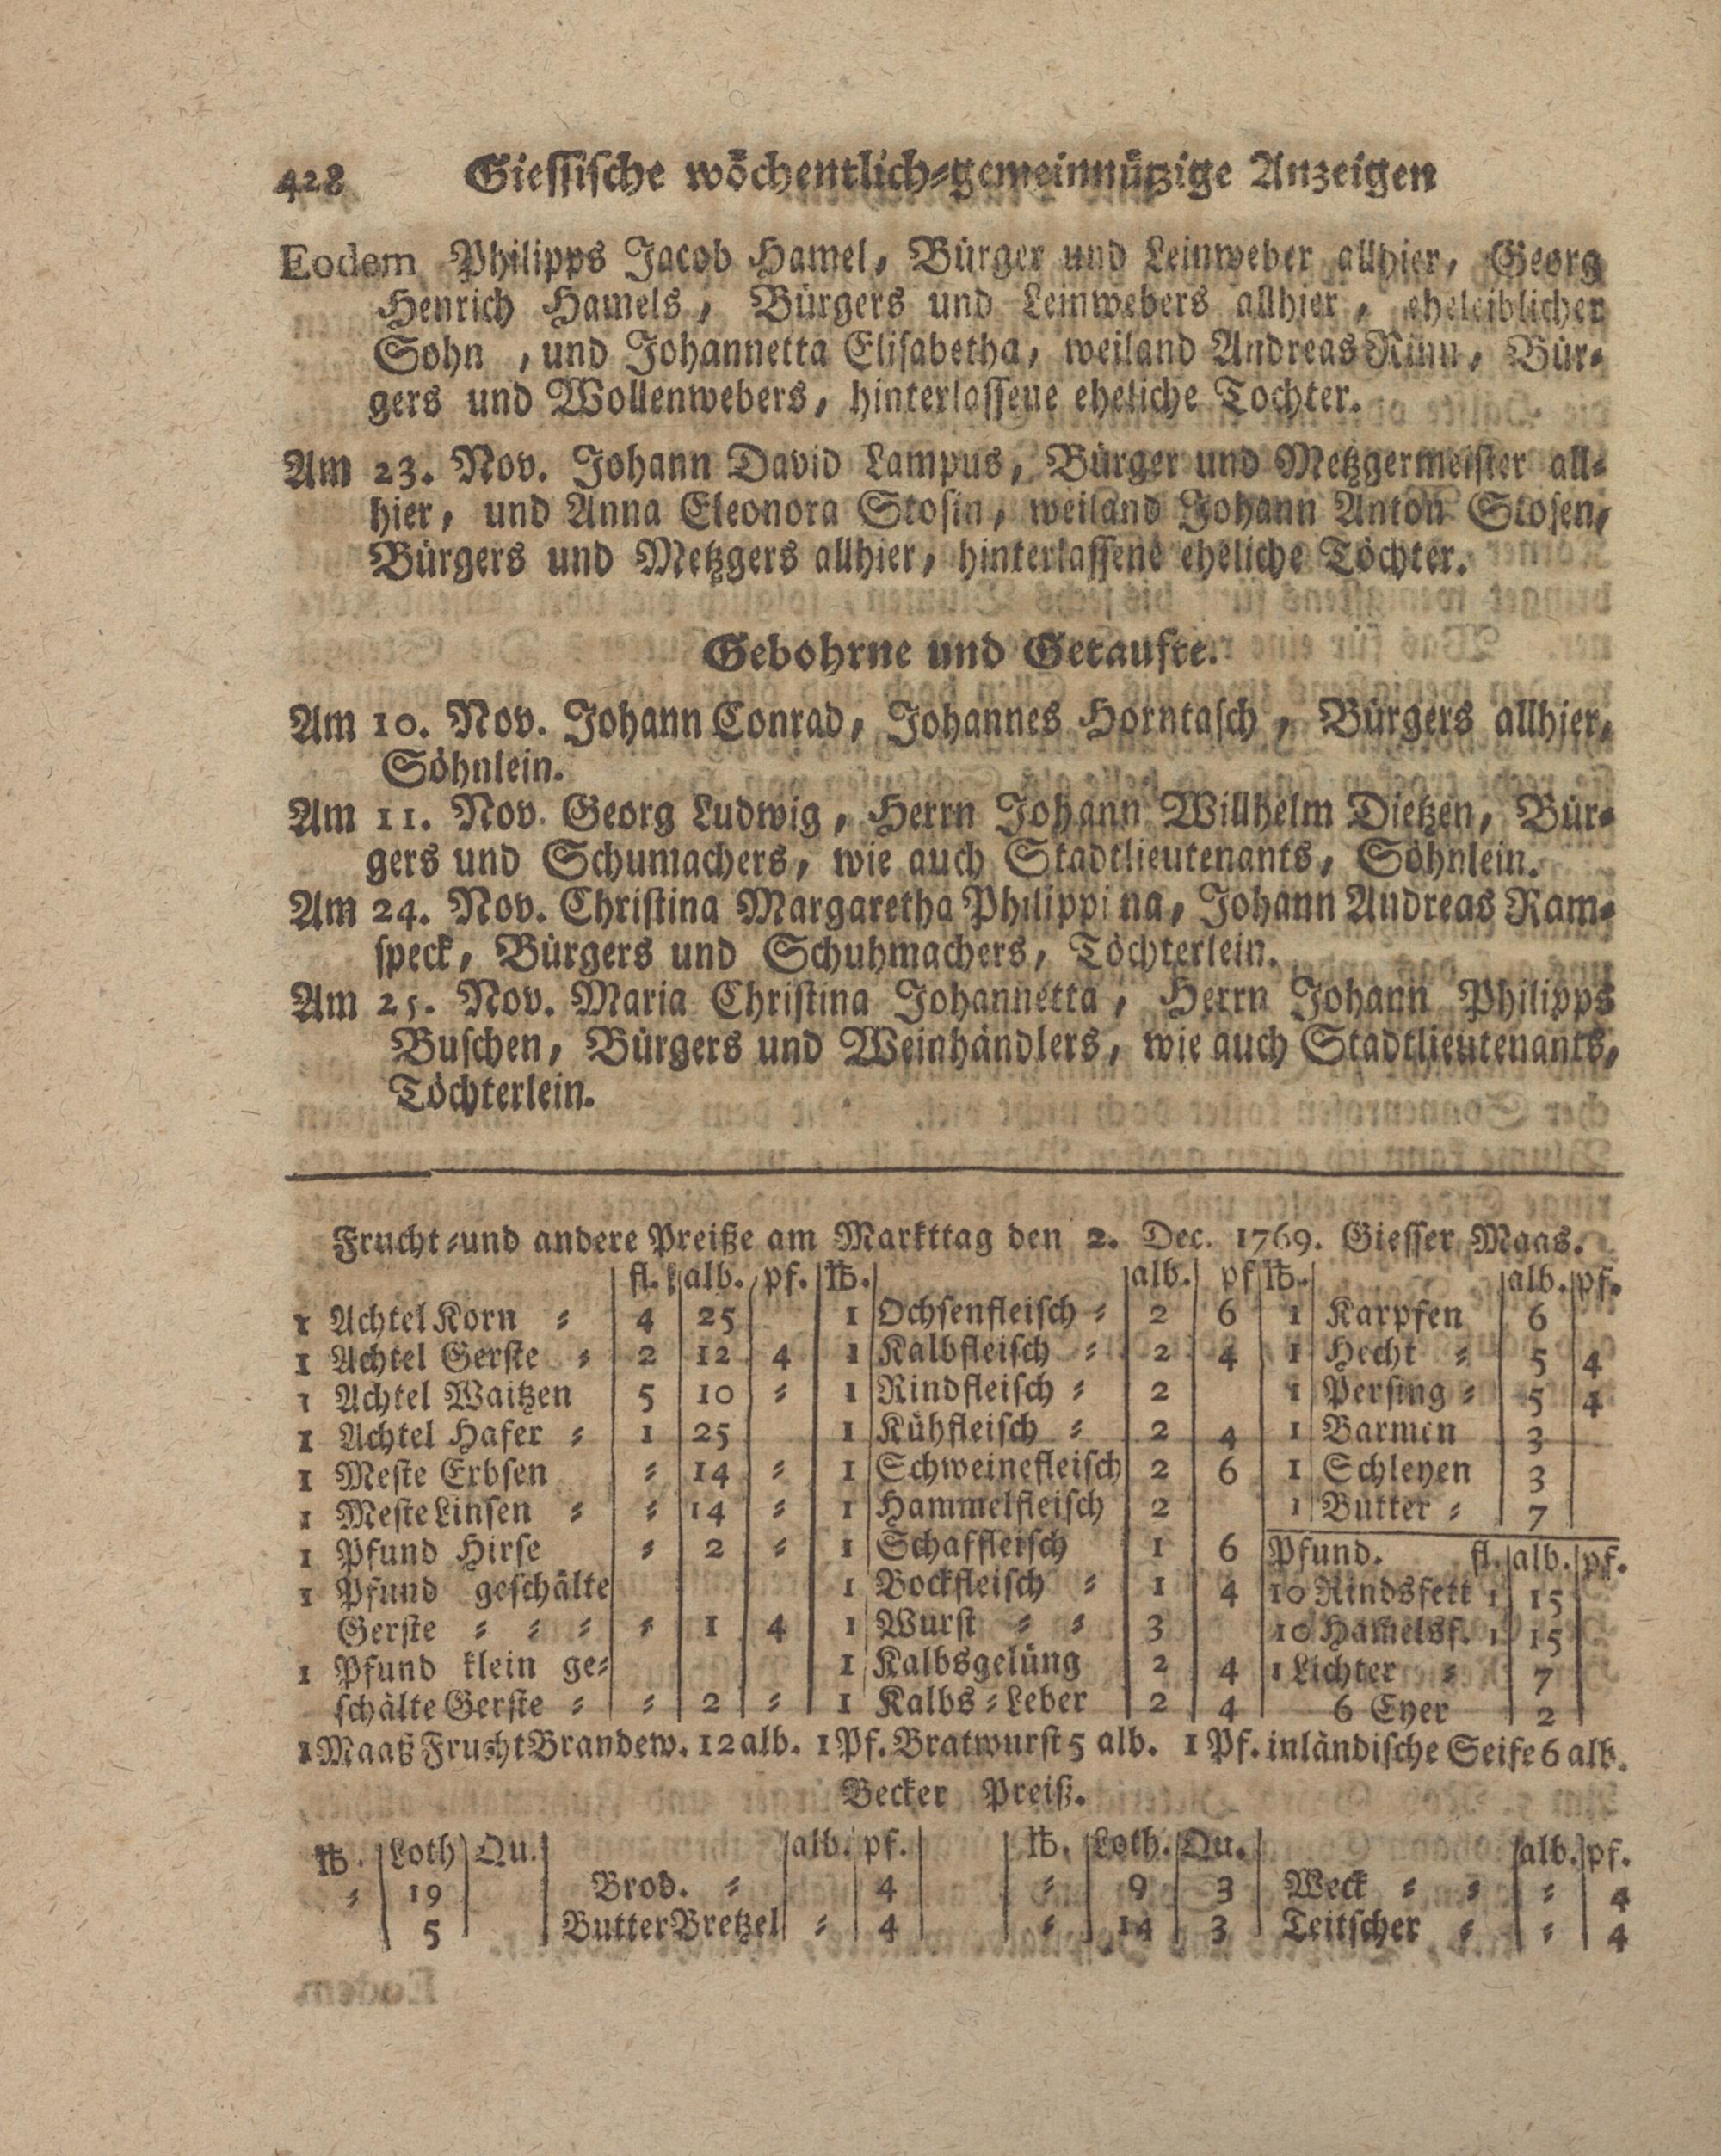 428 Giessische wöchentlich-gemeinnützige Anzeigen
Eodem Philipps Jacob Hamel, Bürger und Leinweber allhier, Georg
Henrich Hamels, Bürgers und Leinwebers allhier, eheleiblicher
Sohn, und Johannetta Elisabetha, weiland Andreas Rinn, Bür-
gers und Wollenwebers, hinterlassene eheliche Tochter.
Am 23. Nov. Johann David Lampus, Bürger und Metzgermeister all-
hier, und Anna Eleonora Stosin, weiland Johann Anton Stosen,
Bürgers und Metzgers allhier, hinterlassene eheliche Töchter.
Gebohrne und Getaufte.
Am 10. Nov. Johann Conrad, Johannes Horntasch, Bürgers allhier,
Söhnlein.
Am 11. Nov. Georg Ludwig, Herrn Johann Willhelm Dietzen, Bür-
gers und Schumachers, wie auch Stadtlieutenants, Söhnlein.
Am 24. Nov. Christina Margaretha Philippina, Johann Andreas Ram-
speck, Bürgers und Schuhmachers, Töchterlein.
Am 25. Nov. Maria Christina Johannetta, Herrn Johann Philipps
Buschen, Bürgers und Weinhändlers, wie auch Stadtlieutenants,
Töchterlein.
Frucht-und andere Preiße am Markttag den 2. Dec. 1769. Giesser Maas.
fl. alb. pf. ℔. alb. pf ℔. alb. pf.
1 Achtel Korn = 4 25 1 Ochsenfleisch = 2 6 1 Karpfen 6
1 Achtel Gerste = 2 12 4 1 Kalbfleisch = 2 4 1 Hecht = 5 4
1 Achtel Waitzen 5 10 = 1 Rindfleisch = 2 1 Persing = 5 4
1 Achtel Hafer = 1 25 1 Kühfleisch = 2 4 1 Barmen 3
1 Meste Erbsen = 14 = 1 Schweinefleisch 2 6 1 Schleyen 3
1 Meste Linsen = = 14 = 1 Hammelfleisch 2 1 Butter = 7
1 Pfund Hirse = 2 = 1 Schaffleisch 1 6 Pfund. fl. alb. pf.
1 Pfund geschälte 1 Bockfleisch = 1 4 10 Rindsfett 1 15
Gerste = = = = 1 4 1 Wurst = = 3 10 Hamelsf. 1 15
1 Pfund klein ge= 1 Kalbsgelüng 2 4 1 Lichter = 7
schälte Gerste = = 2 = 1 Kalbs=Leber 2 4 6 Eyer 2
1 Maaß Frucht Brandew. 12 alb. 1 Pf. Bratwurst 5 alb. 1 Pf. inländische Seife 6 alb.
Becker Preiß.
℔. Loth Qu. alb. pf. ℔. Loth. Qu. alb. pf.
= 19 Brod. = 4 = 9 3 Weck = = = 4
5 Butter Bretzel = 4 = 14 3 Teitscher = = 4